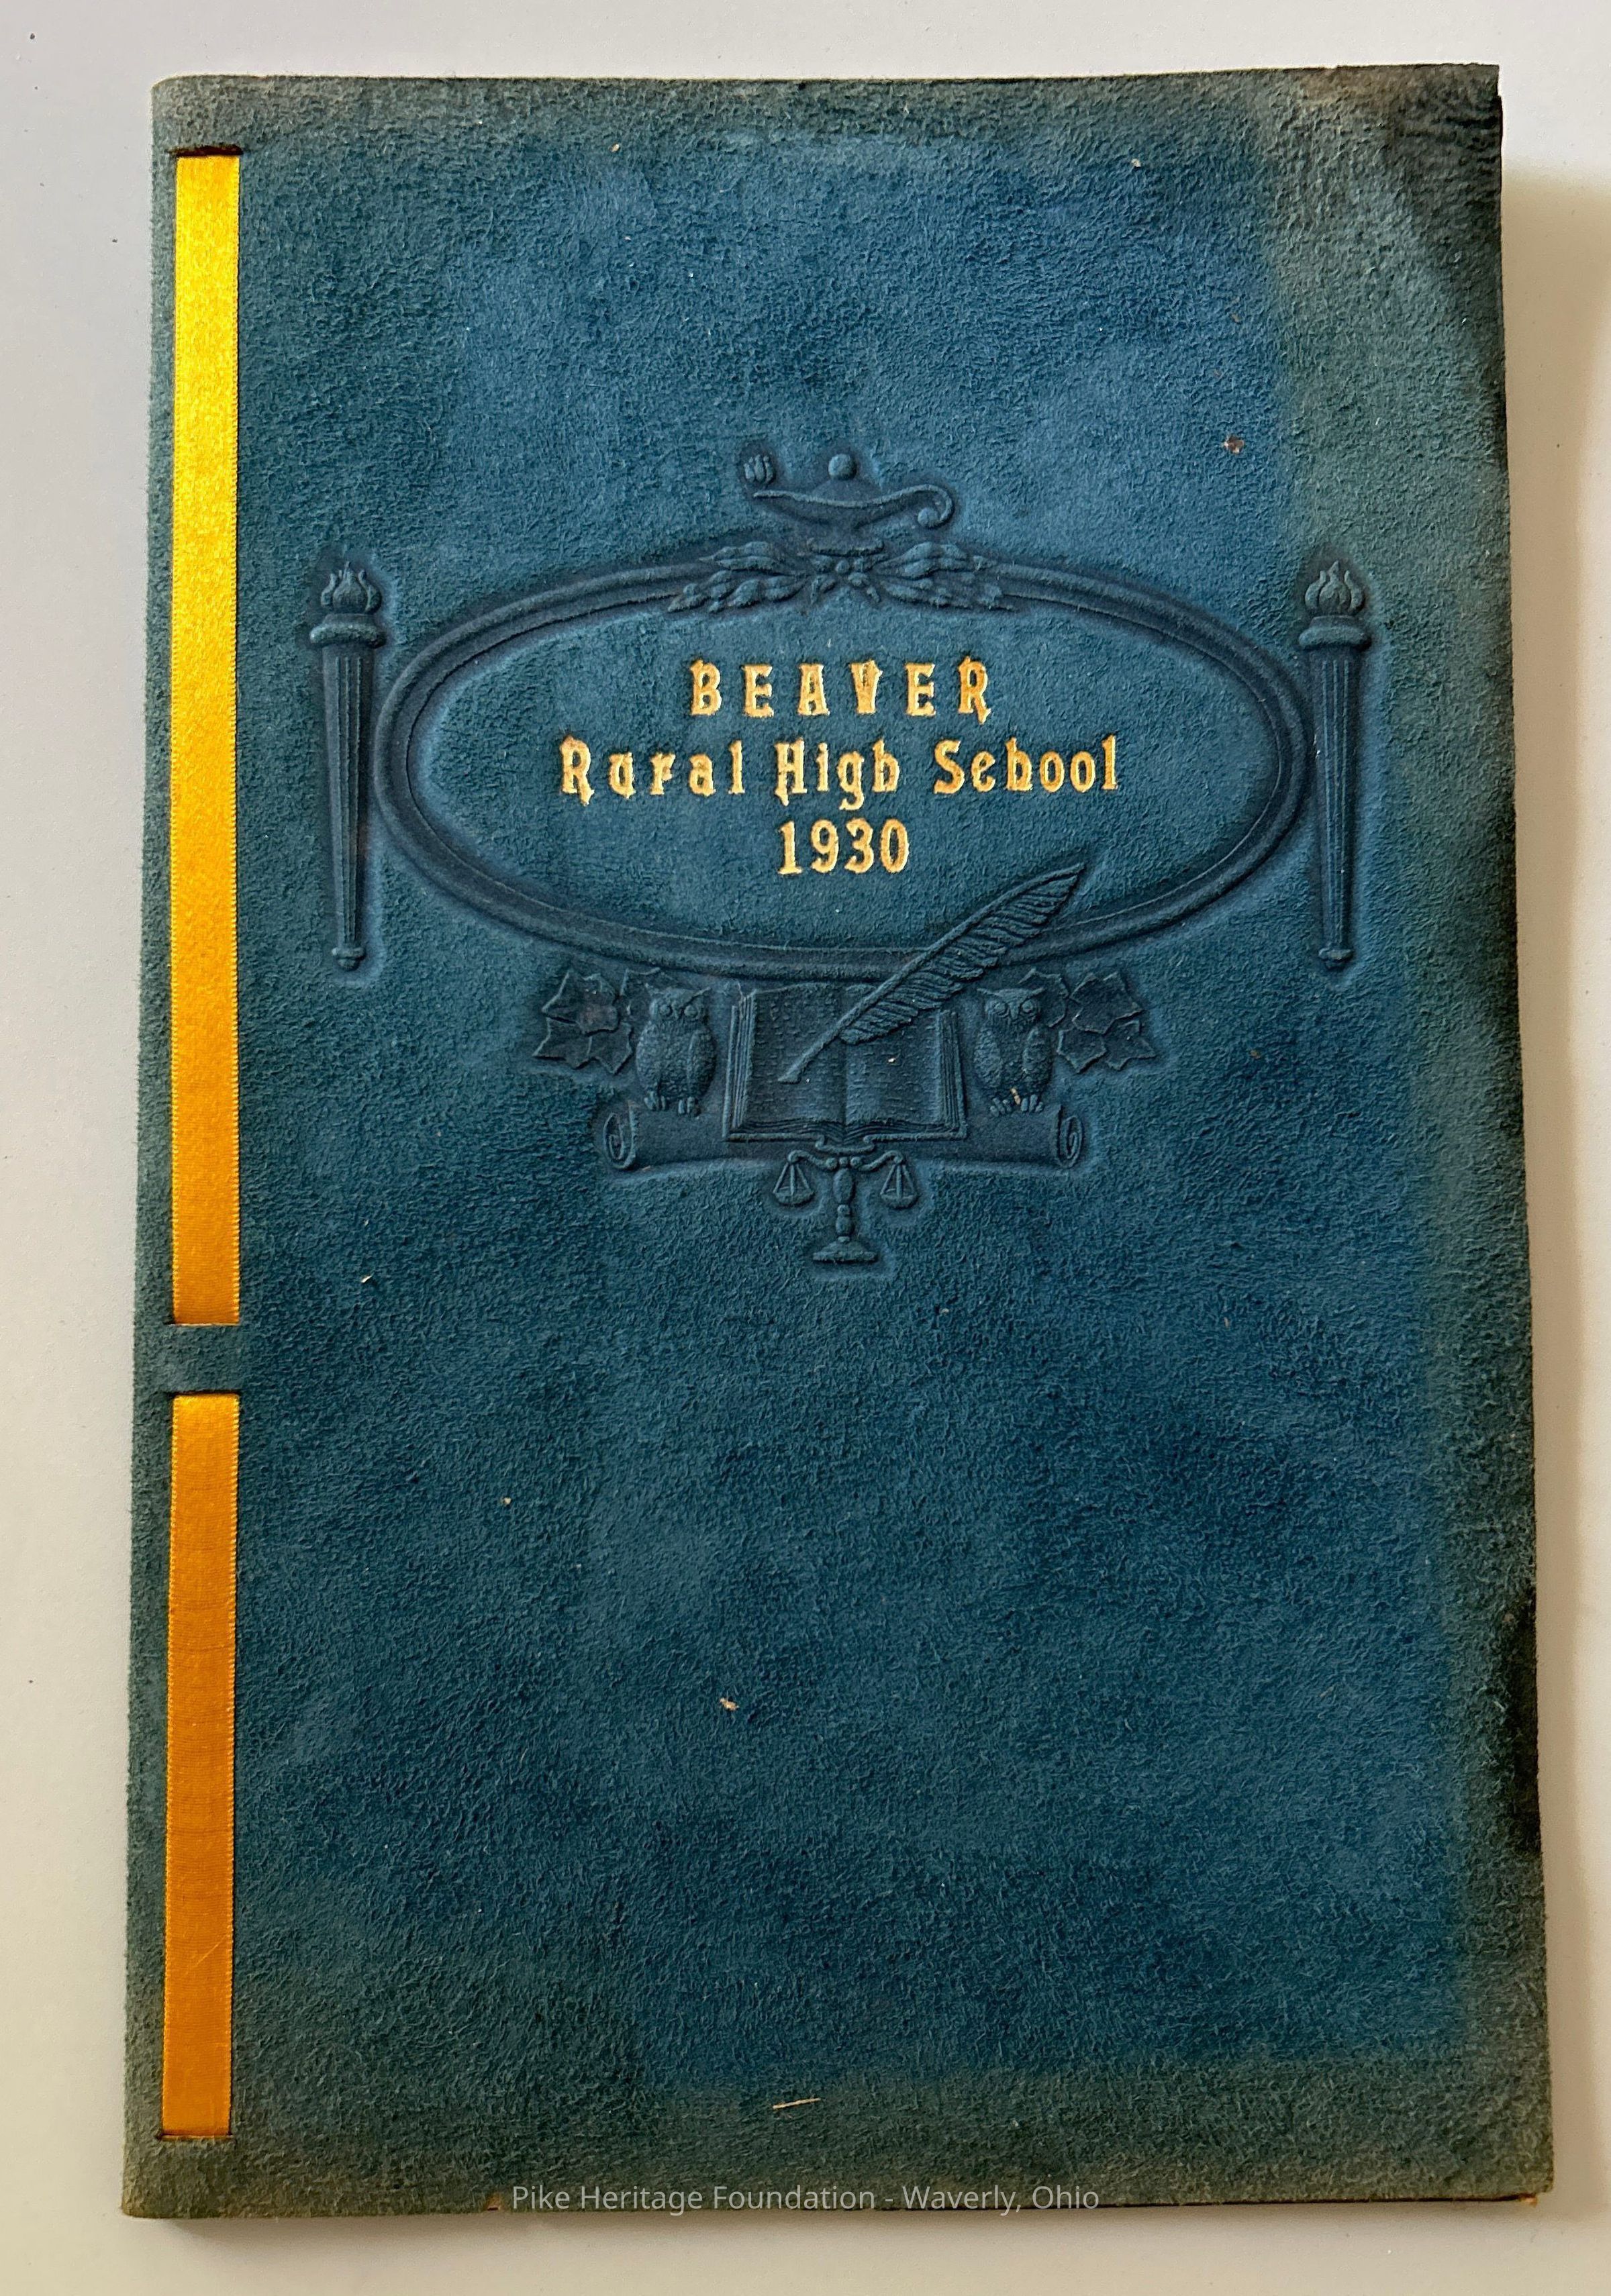 BEAVER
Rural High School
1930
Pike Heritage Foundation - Waverly, Ohio